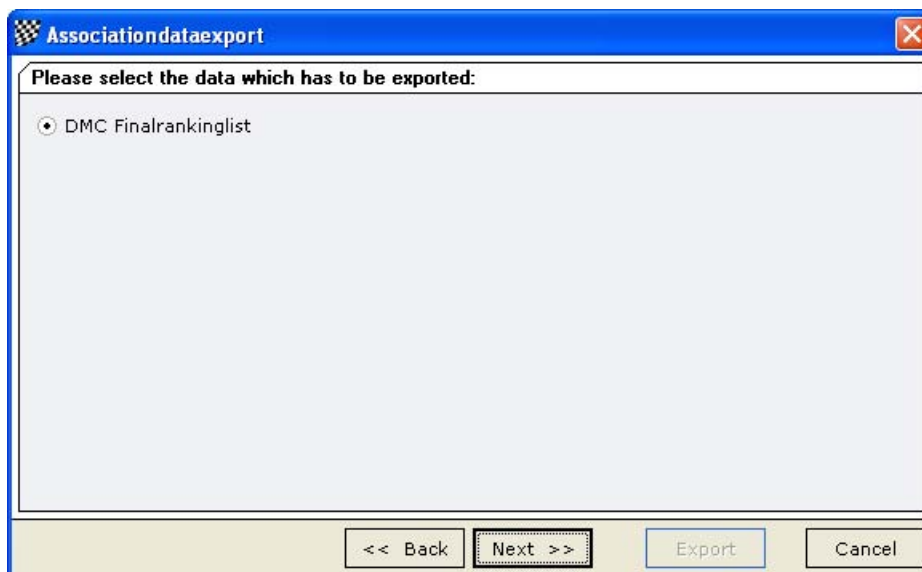 Associationdataexport
Please select the data which has to be exported:
DMC Finalrankinglist
<< Back Next >> Export Cancel